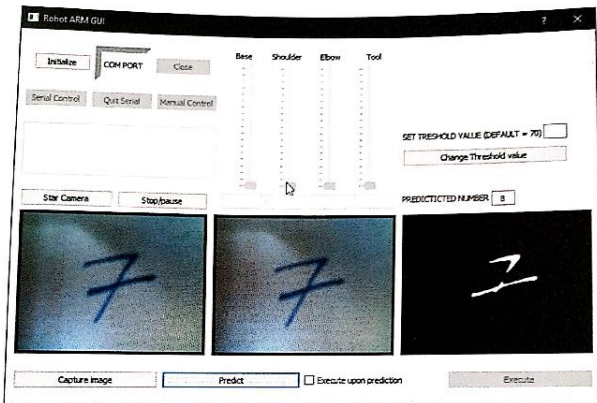 Robot ARM GUI
Initialize
COM PORT
Close
Base
Shoulder
Elbow
Tool
Serial Control
Quit Serial
Manual Control
SET TRESHOLD VALUE (DEFAULT = 70)
Change Threshold value
Star Camera
Stop/pause
PREDICTICTED NUMBER
8
7
7
Capture image
Predict
Execute upon prediction
Execute